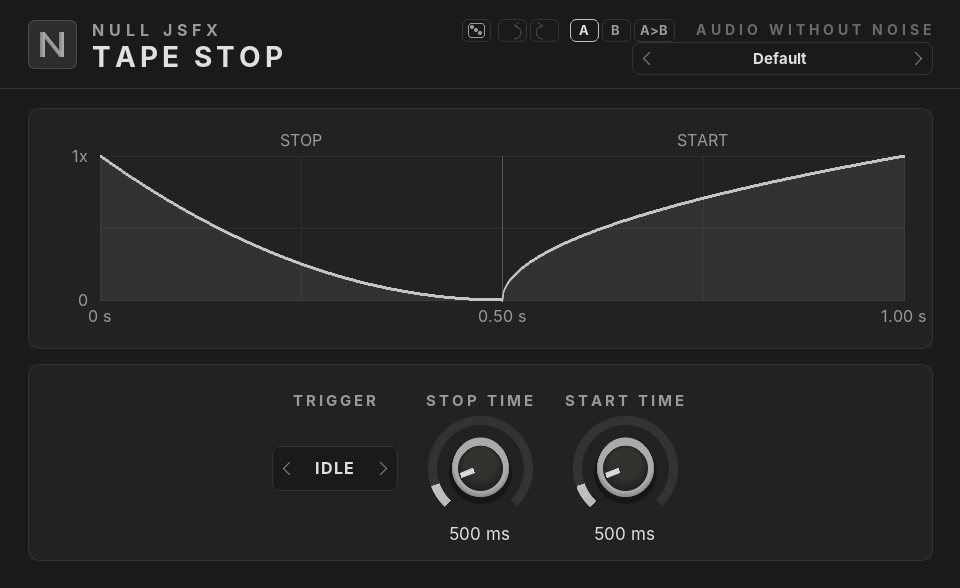 N
NULL JSFX
TAPE STOP
A B A>B
AUDIO WITHOUT NOISE
Default
STOP START
1x
0
0 s 0.50 s 1.00 s
TRIGGER STOP TIME START TIME
IDLE
500 ms 500 ms